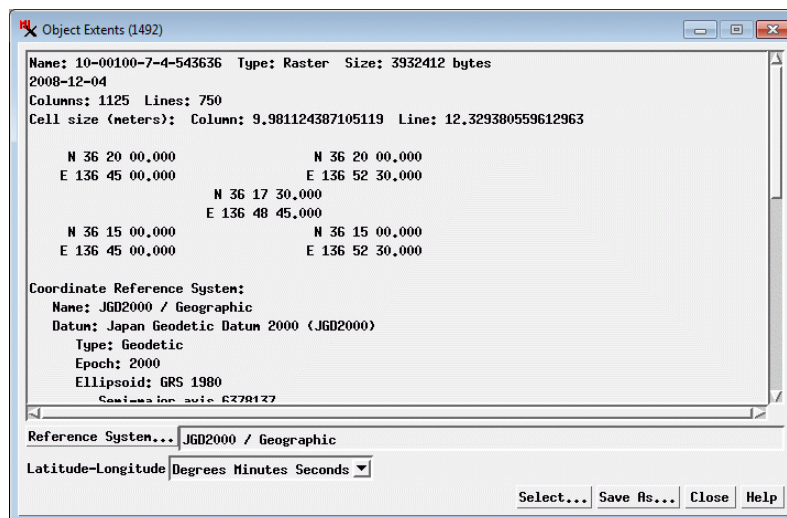 Object Extents (1492)
Name: 10-00100-7-4-543636 Type: Raster Size: 3932412 bytes
2008-12-04
Columns: 1125 Lines: 750
Cell size (meters): Column: 9.981124387105119 Line: 12.329380559612963
N 36 20 00.000 N 36 20 00.000
E 136 45 00.000 E 136 52 30.000
N 36 17 30.000
E 136 48 45.000
N 36 15 00.000 N 36 15 00.000
E 136 45 00.000 E 136 52 30.000
Coordinate Reference System:
Name: JGD2000 / Geographic
Datum: Japan Geodetic Datum 2000 (JGD2000)
Type: Geodetic
Epoch: 2000
Ellipsoid: GRS 1980
Semi-major axis 6378137
Reference System... JGD2000 / Geographic
Latitude-Longitude Degrees Minutes Seconds
Select... Save As... Close Help